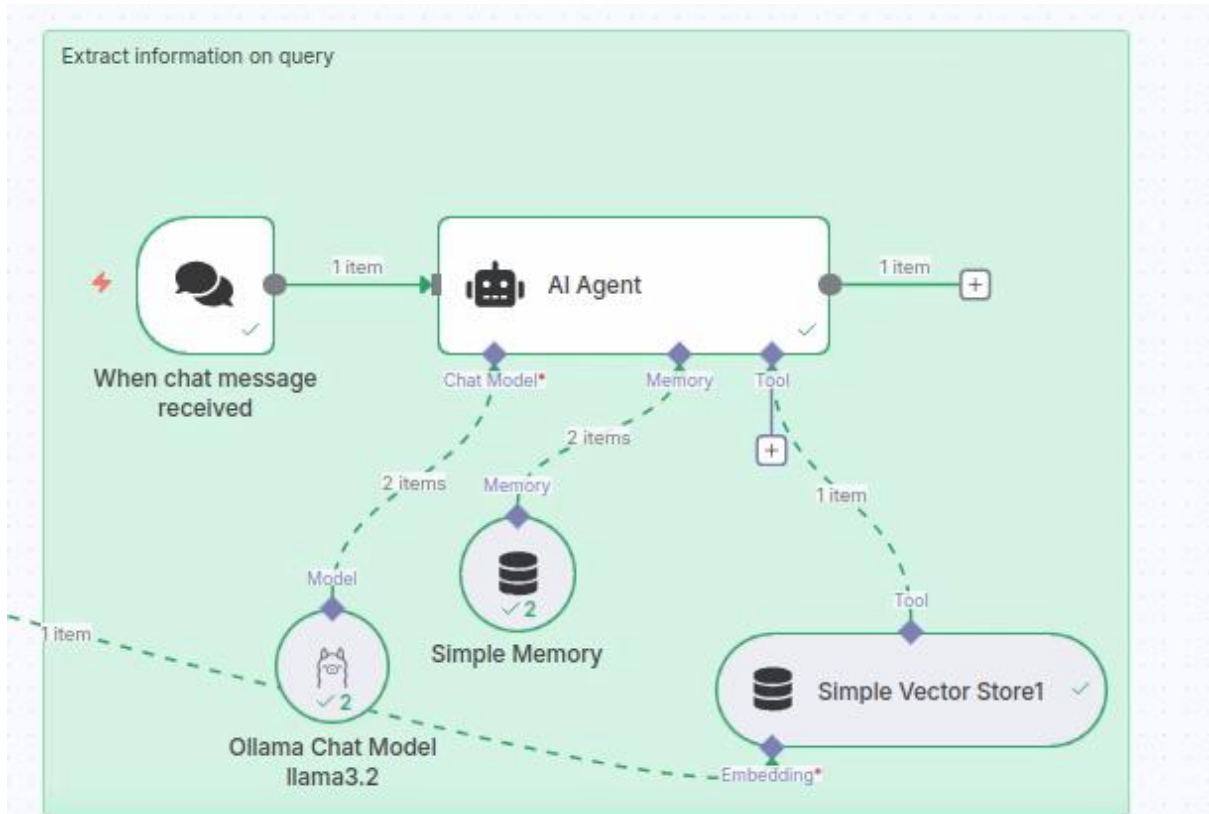 Extract information on query
1 item
1 item
AI Agent
When chat message
received
Chat Model*
Memory
Tool
2 items
2 items
Memory
1 item
Model
Tool
1 item
2
Simple Memory
2
Simple Vector Store1
Ollama Chat Model
llama3.2
Embedding*